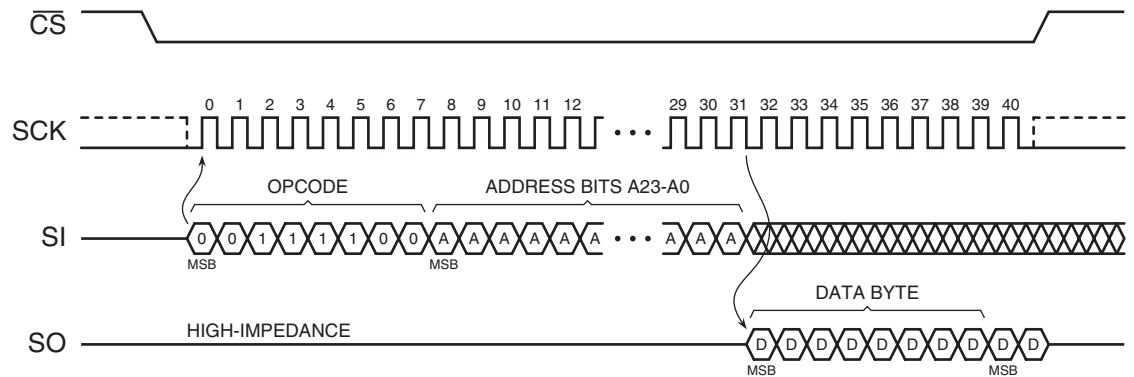 CS
SCK
0 1 2 3 4 5 6 7 8 9 10 11 12 29 30 31 32 33 34 35 36 37 38 39 40
OPCODE ADDRESS BITS A23-A0
SI
0 0 1 1 1 1 0 0 A A A A A A A A A
MSB MSB
DATA BYTE
HIGH-IMPEDANCE
SO
D D D D D D D D D D
MSB MSB